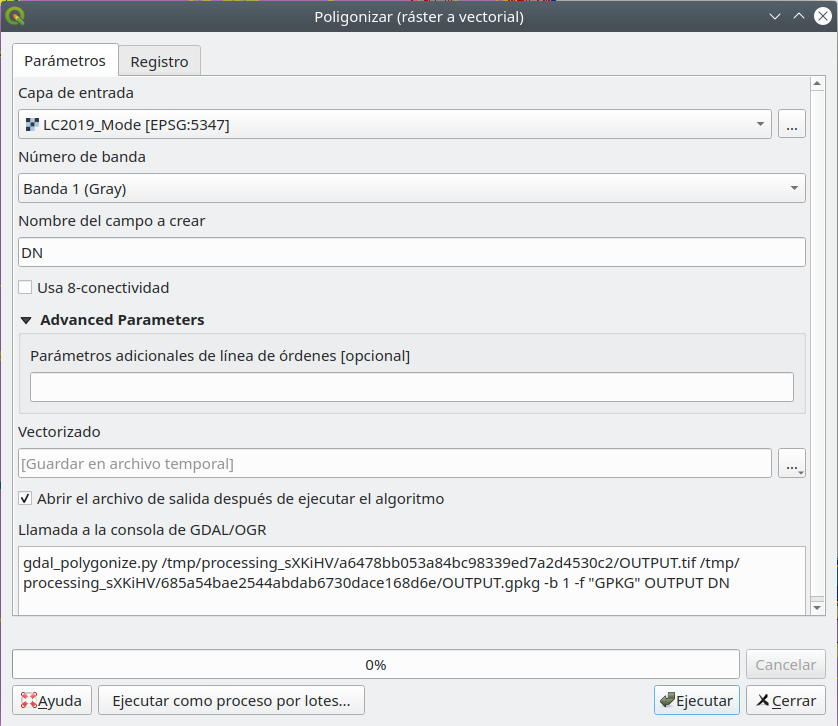 Poligonizar (ráster a vectorial)
Parámetros
Registro
Capa de entrada
LC2019_Mode [EPSG:5347]
...
Número de banda
Banda 1 (Gray)
Nombre del campo a crear
DN
Usa 8-conectividad
Advanced Parameters
Parámetros adicionales de línea de órdenes [opcional]
Vectorizado
[Guardar en archivo temporal]
...
Abrir el archivo de salida después de ejecutar el algoritmo
Llamada a la consola de GDAL/OGR
gdal_polygonize.py /tmp/processing_sXKiHV/a6478bb053a84bc98339ed7a2d4530c2/OUTPUT.tif /tmp/
processing_sXKiHV/685a54bae2544abdab6730dace168d6e/OUTPUT.gpkg -b 1 -f "GPKG" OUTPUT DN
0%
Cancelar
Ayuda
Ejecutar como proceso por lotes...
Ejecutar
Cerrar